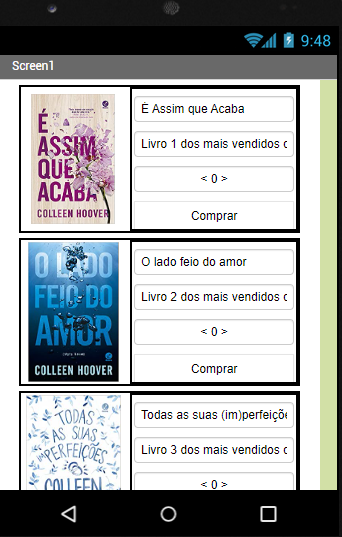 9:48
Screen1
É
ASSIM
QUE
ACABA
COLLEEN HOOVER
É Assim que Acaba
Livro 1 dos mais vendidos d
< 0 >
Comprar
O LADO
FEIO DO
AMOR
COLLEEN HOOVER
O lado feio do amor
Livro 2 dos mais vendidos d
< 0 >
Comprar
TODAS
AS SUAS
(IM)PERFEIÇÕES
COLLEEN
Todas as suas (im)perfeiçõe
Livro 3 dos mais vendidos d
< 0 >